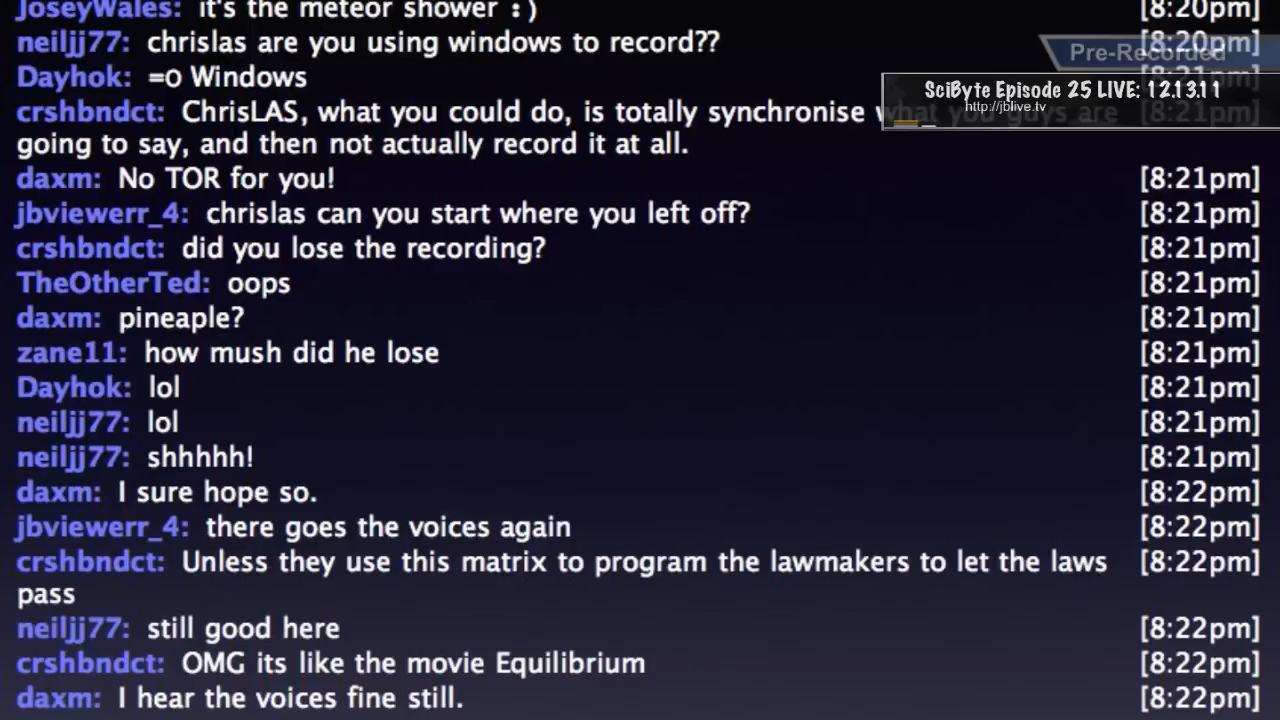 JoseyWales: it's the meteor shower :) [8:20pm]
neiljj77: chrislas are you using windows to record?? [8:20pm]
Pre-Recorded
Dayhok: =O Windows [8:21pm]
SciByte Episode 25 LIVE: 12.13.11
http://jblive.tv
crshbndct: ChrisLAS, what you could do, is totally synchronise what you guys are [8:21pm]
going to say, and then not actually record it at all.
daxm: No TOR for you! [8:21pm]
jbviewerr_4: chrislas can you start where you left off? [8:21pm]
crshbndct: did you lose the recording? [8:21pm]
TheOtherTed: oops [8:21pm]
daxm: pineaple? [8:21pm]
zane11: how mush did he lose [8:21pm]
Dayhok: lol [8:21pm]
neiljj77: lol [8:21pm]
neiljj77: shhhhh! [8:21pm]
daxm: I sure hope so. [8:22pm]
jbviewerr_4: there goes the voices again [8:22pm]
crshbndct: Unless they use this matrix to program the lawmakers to let the laws [8:22pm]
pass
neiljj77: still good here [8:22pm]
crshbndct: OMG its like the movie Equilibrium [8:22pm]
daxm: I hear the voices fine still. [8:22pm]